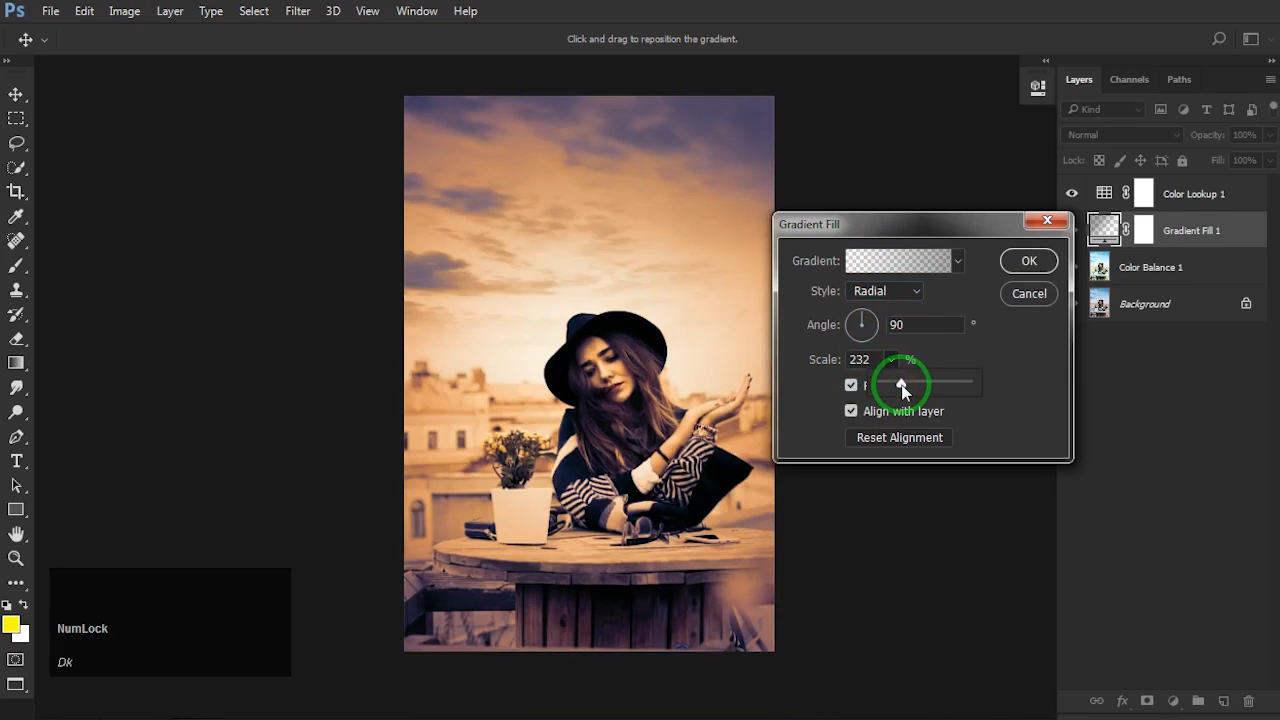 Ps File Edit Image Layer Type Select Filter 3D View Window Help
Click and drag to reposition the gradient.
Layers Channels Paths
Kind
Normal Opacity: 100%
Lock: Fill: 100%
Color Lookup 1
Gradient Fill 1
Color Balance 1
Background
Gradient Fill
Gradient: OK
Style: Radial Cancel
Angle: 90 °
Scale: 232 %
Align with layer
Reset Alignment
NumLock
Dk